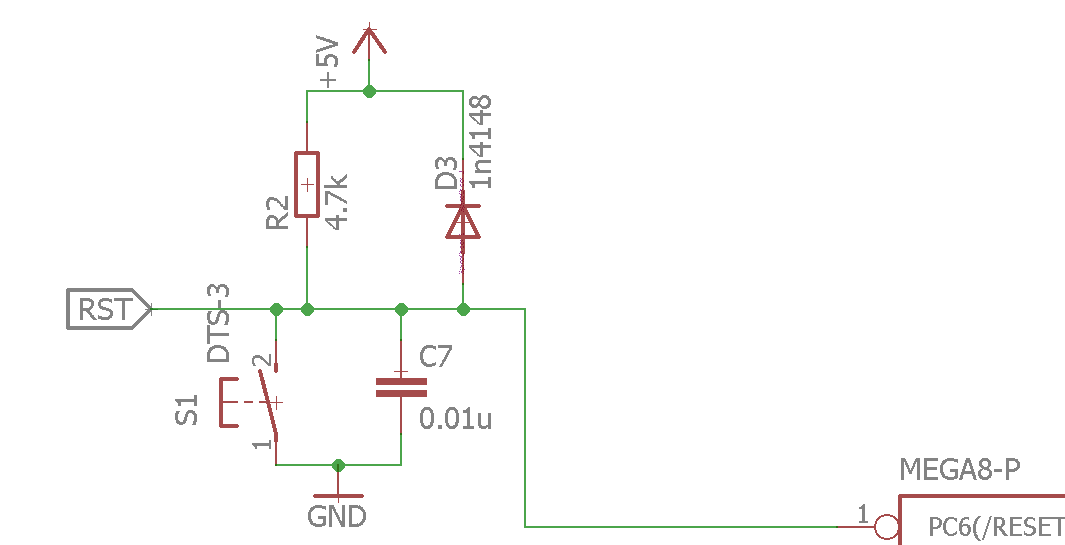 +5V
R2
4.7k
D3
1n4148
RST
DTS-3
S1
2
1
C7
0.01u
GND
MEGA8-P
1
PC6(/RESET